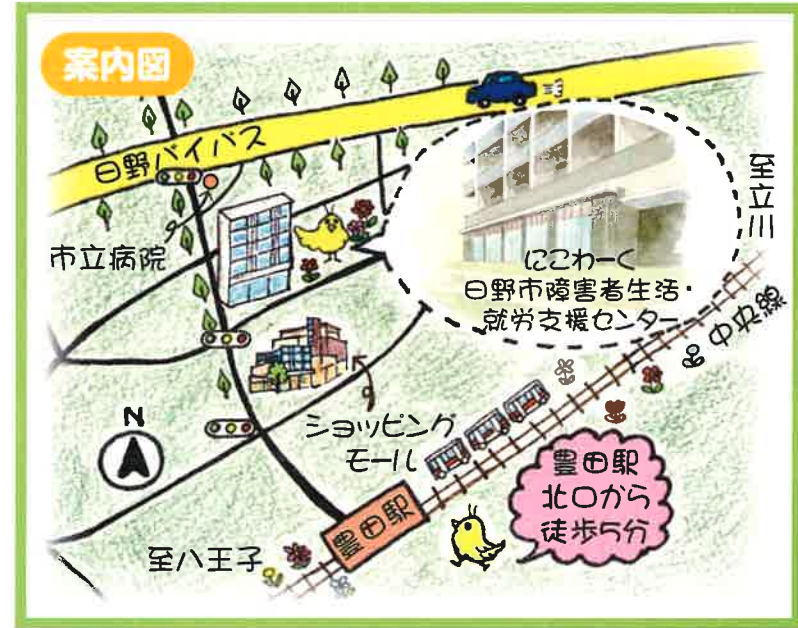 案内図
日野バイパス
市立病院
至立川
にこわーく
日野市障害者生活・
就労支援センター
中央線
N
ショッピング
モール
豊田駅
北口から
徒歩5分
豊田駅
至八王子